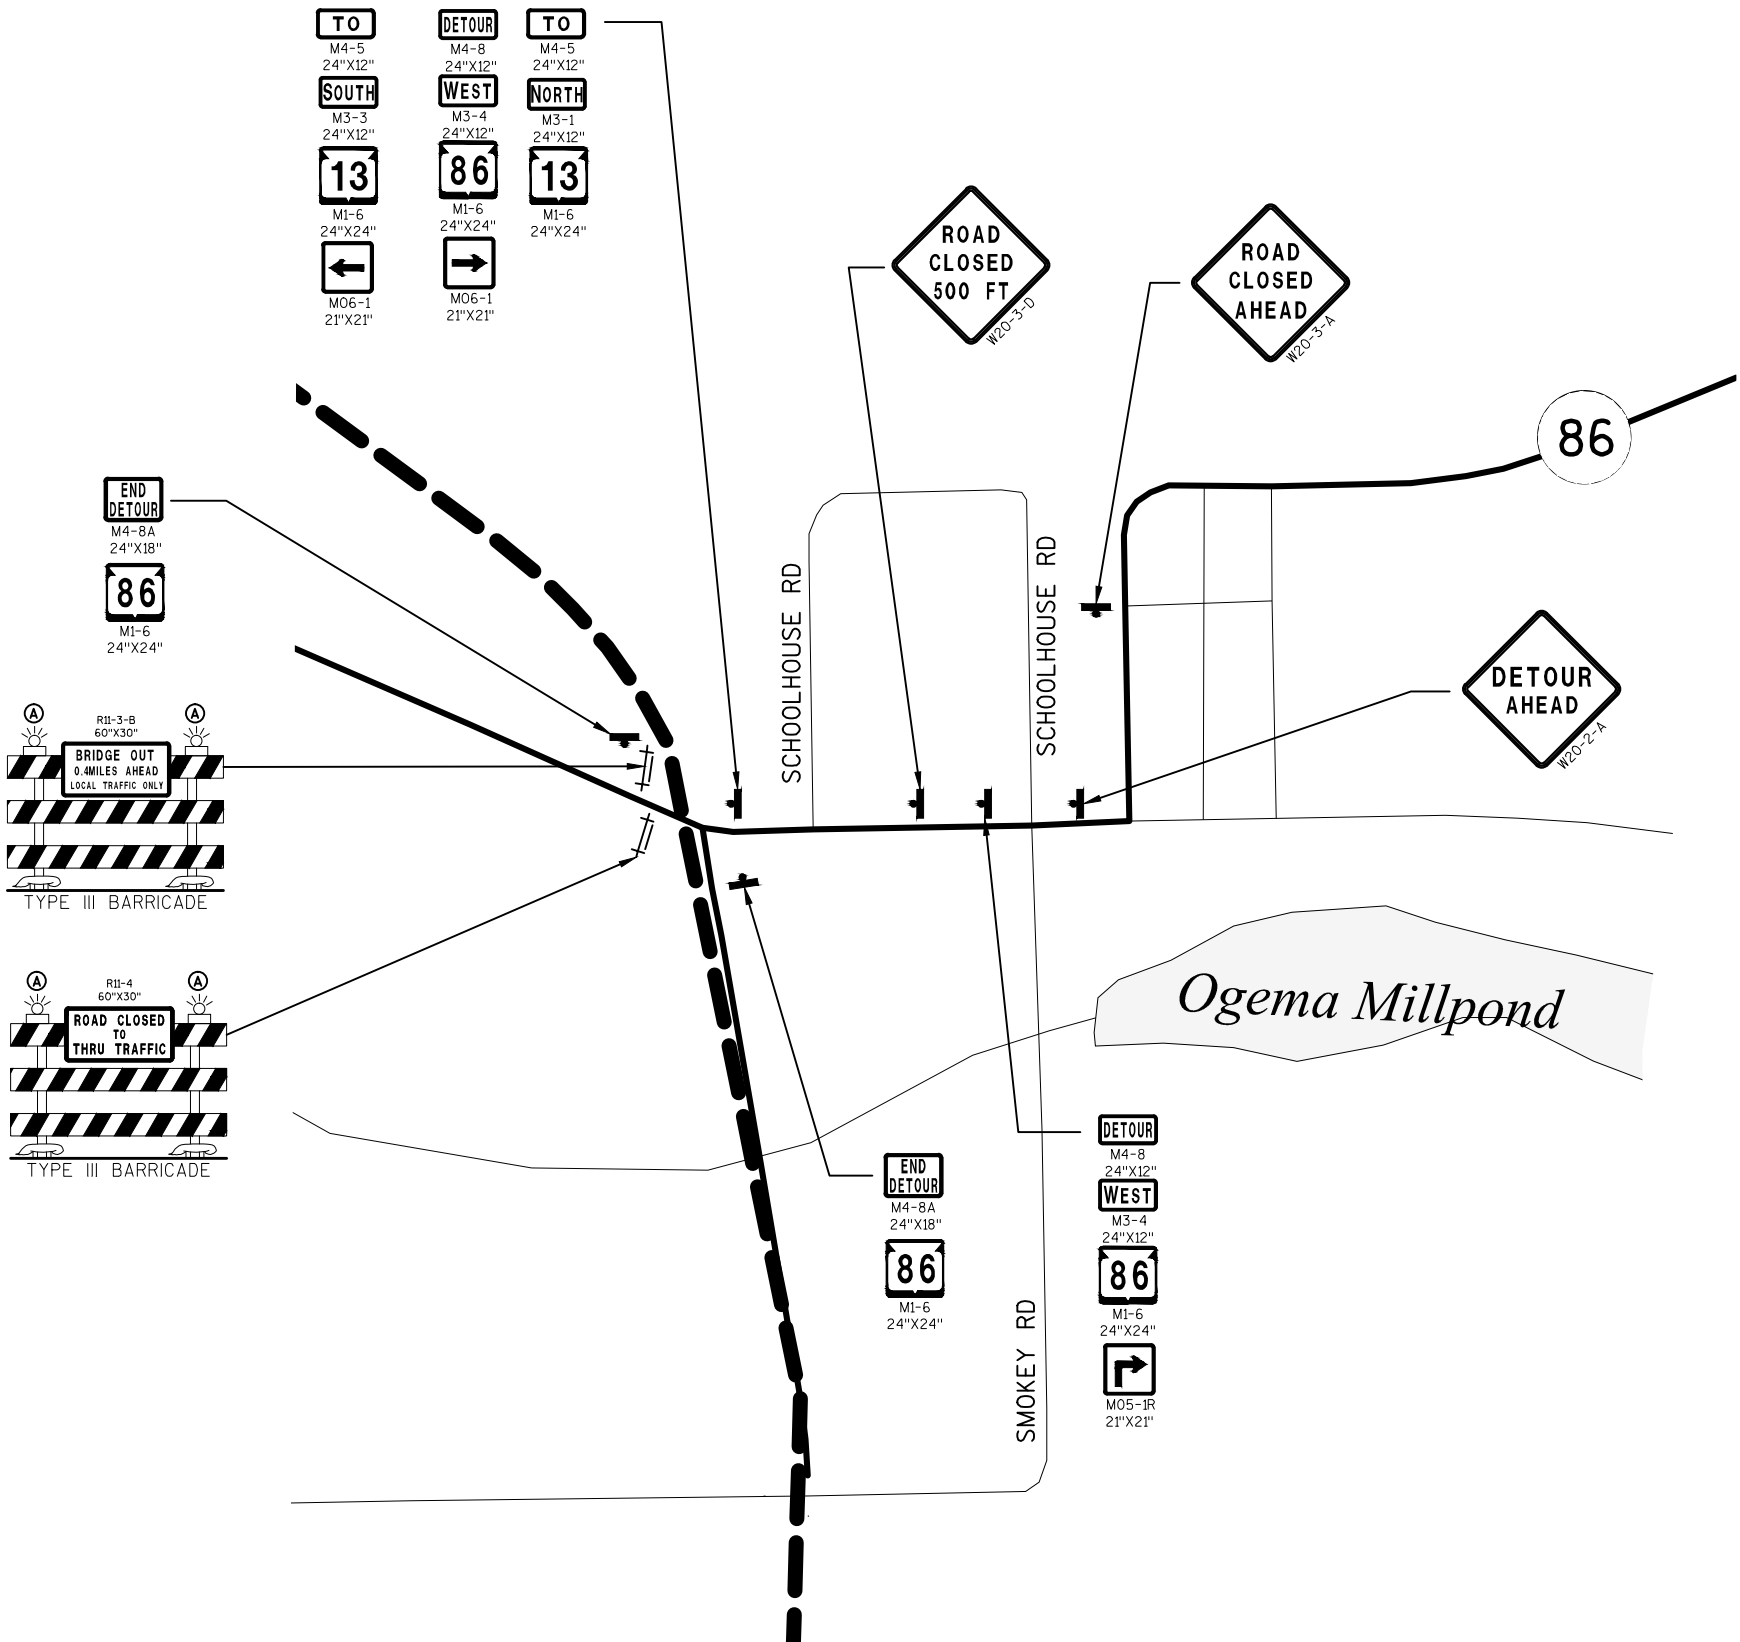 TO
M4-5
24"X12"
SOUTH
M3-3
24"X12"
13
M1-6
24"X24"
MO6-1
21"X21"
DETOUR
M4-8
24"X12"
WEST
M3-4
24"X12"
86
M1-6
24"X24"
MO6-1
21"X21"
TO
M4-5
24"X12"
NORTH
M3-1
24"X12"
13
M1-6
24"X24"
ROAD
CLOSED
500 FT
W20-3-D
ROAD
CLOSED
AHEAD
W20-3-A
86
END
DETOUR
M4-8A
24"X18"
86
M1-6
24"X24"
SCHOOLHOUSE RD
SCHOOLHOUSE RD
DETOUR
AHEAD
W20-2-A
A
A
R11-3-B
60"X30"
BRIDGE OUT
0.4MILES AHEAD
LOCAL TRAFFIC ONLY
TYPE III BARRICADE
A
A
R11-4
60"X30"
ROAD CLOSED
TO
THRU TRAFFIC
TYPE III BARRICADE
Ogema Millpond
END
DETOUR
M4-8A
24"X18"
86
M1-6
24"X24"
SMOKEY RD
DETOUR
M4-8
24"X12"
WEST
M3-4
24"X12"
86
M1-6
24"X24"
MO5-1R
21"X21"